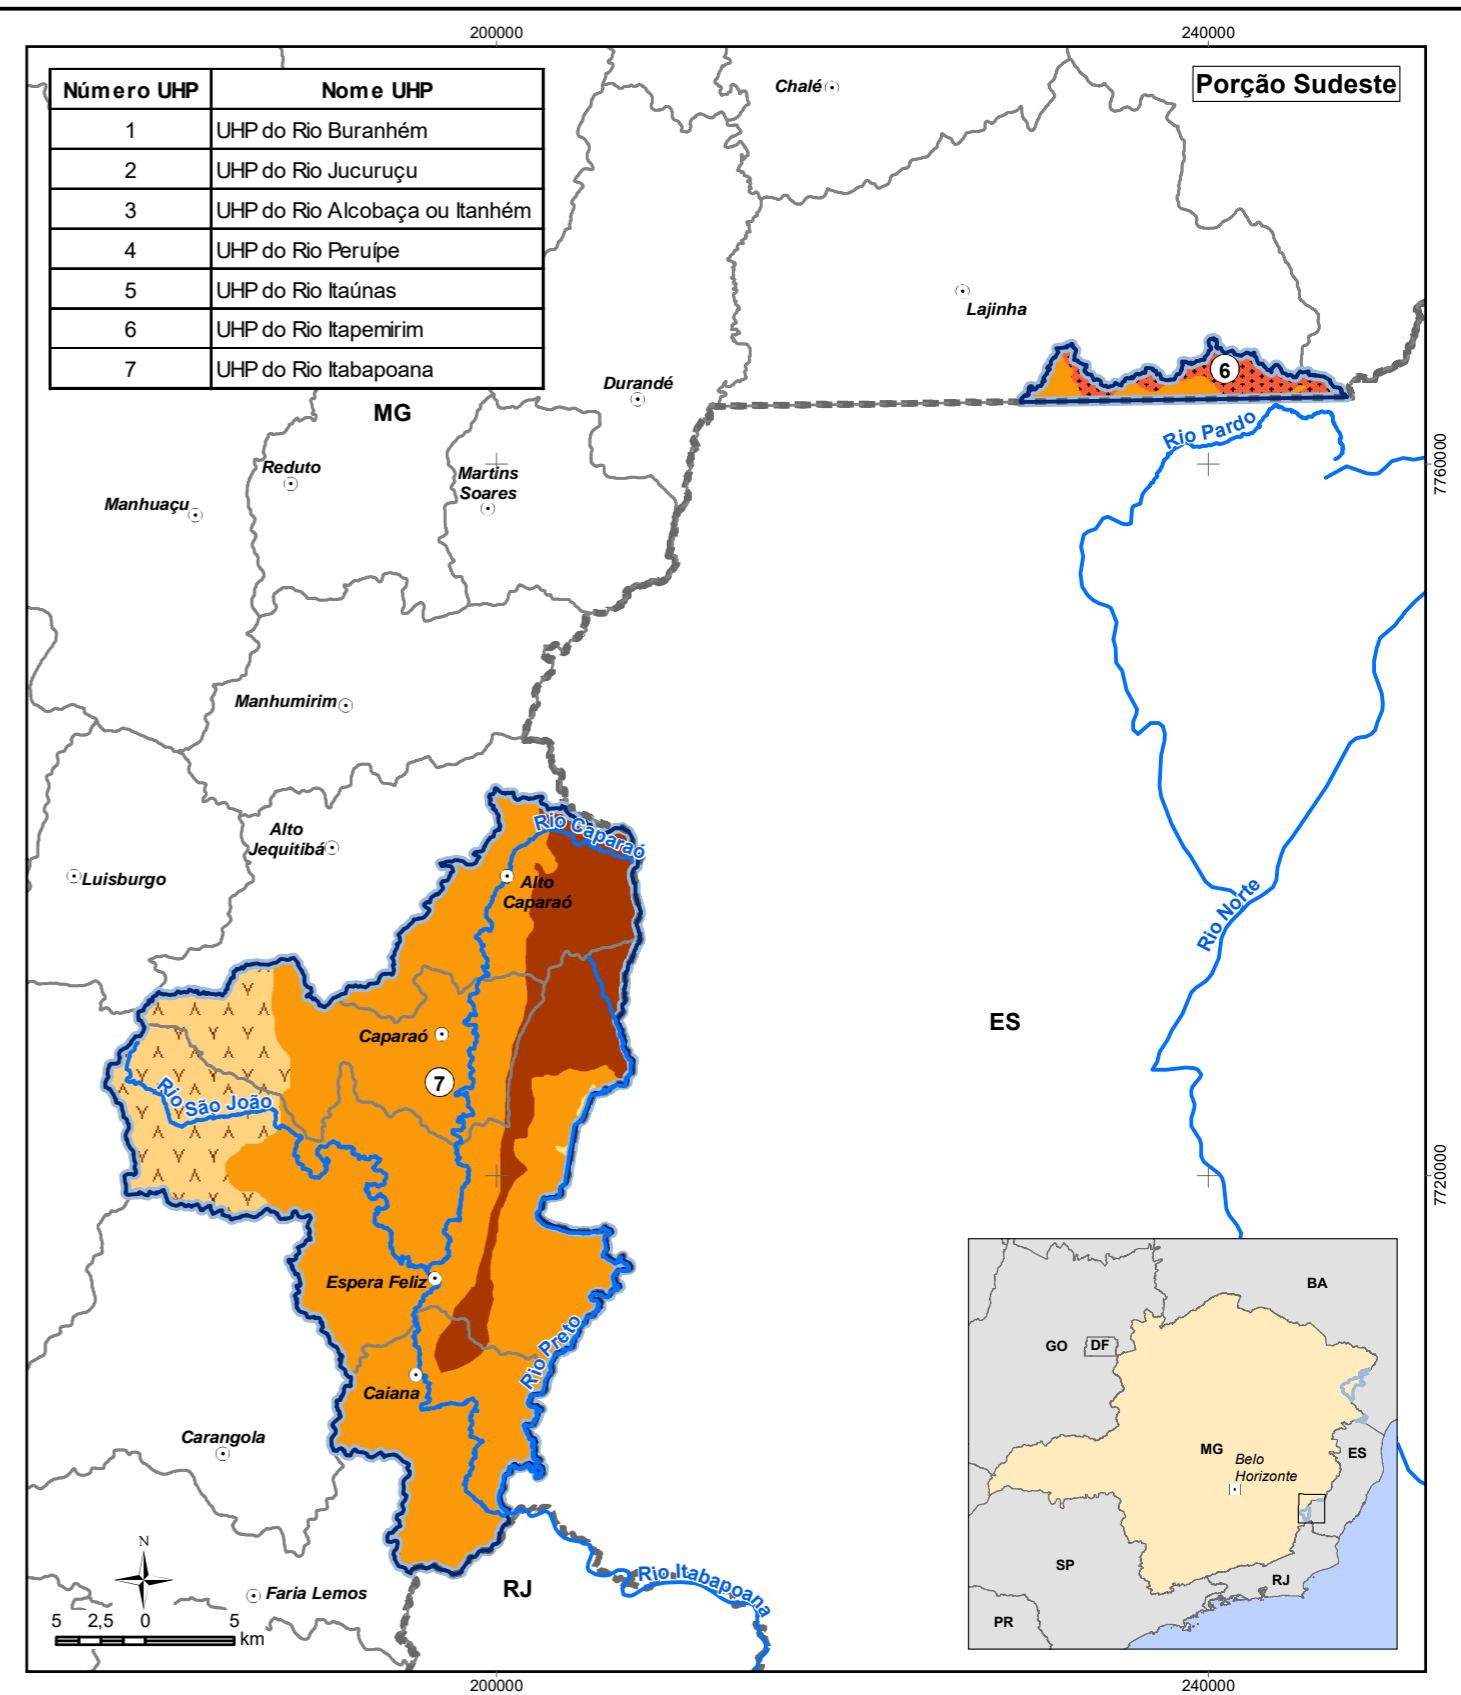 200000
240000
Número UHP
Nome UHP
1
UHP do Rio Buranhém
2
UHP do Rio Jucuruçu
3
UHP do Rio Alcobaça ou Itanhém
4
UHP do Rio Peruípe
5
UHP do Rio Itaúnas
6
UHP do Rio Itapemirim
7
UHP do Rio Itabapoana
Porção Sudeste
Chalé
Lajinha
6
Durandé
MG
Rio Pardo
Reduto
Martins
Soares
Manhuaçu
7760000
Manhumirim
Alto
Jequitibá
Luisburgo
Rio Caparaó
Alto
Caparaó
Rio Norte
Caparaó
ES
7
Rio
São João
7720000
Espera Feliz
Rio Preto
Caiana
Carangola
Faria Lemos
RJ
Rio Itabapoana
N
5
2,5
0
5
km
BA
GO
DF
MG
Belo
Horizonte
ES
SP
RJ
PR
200000
240000